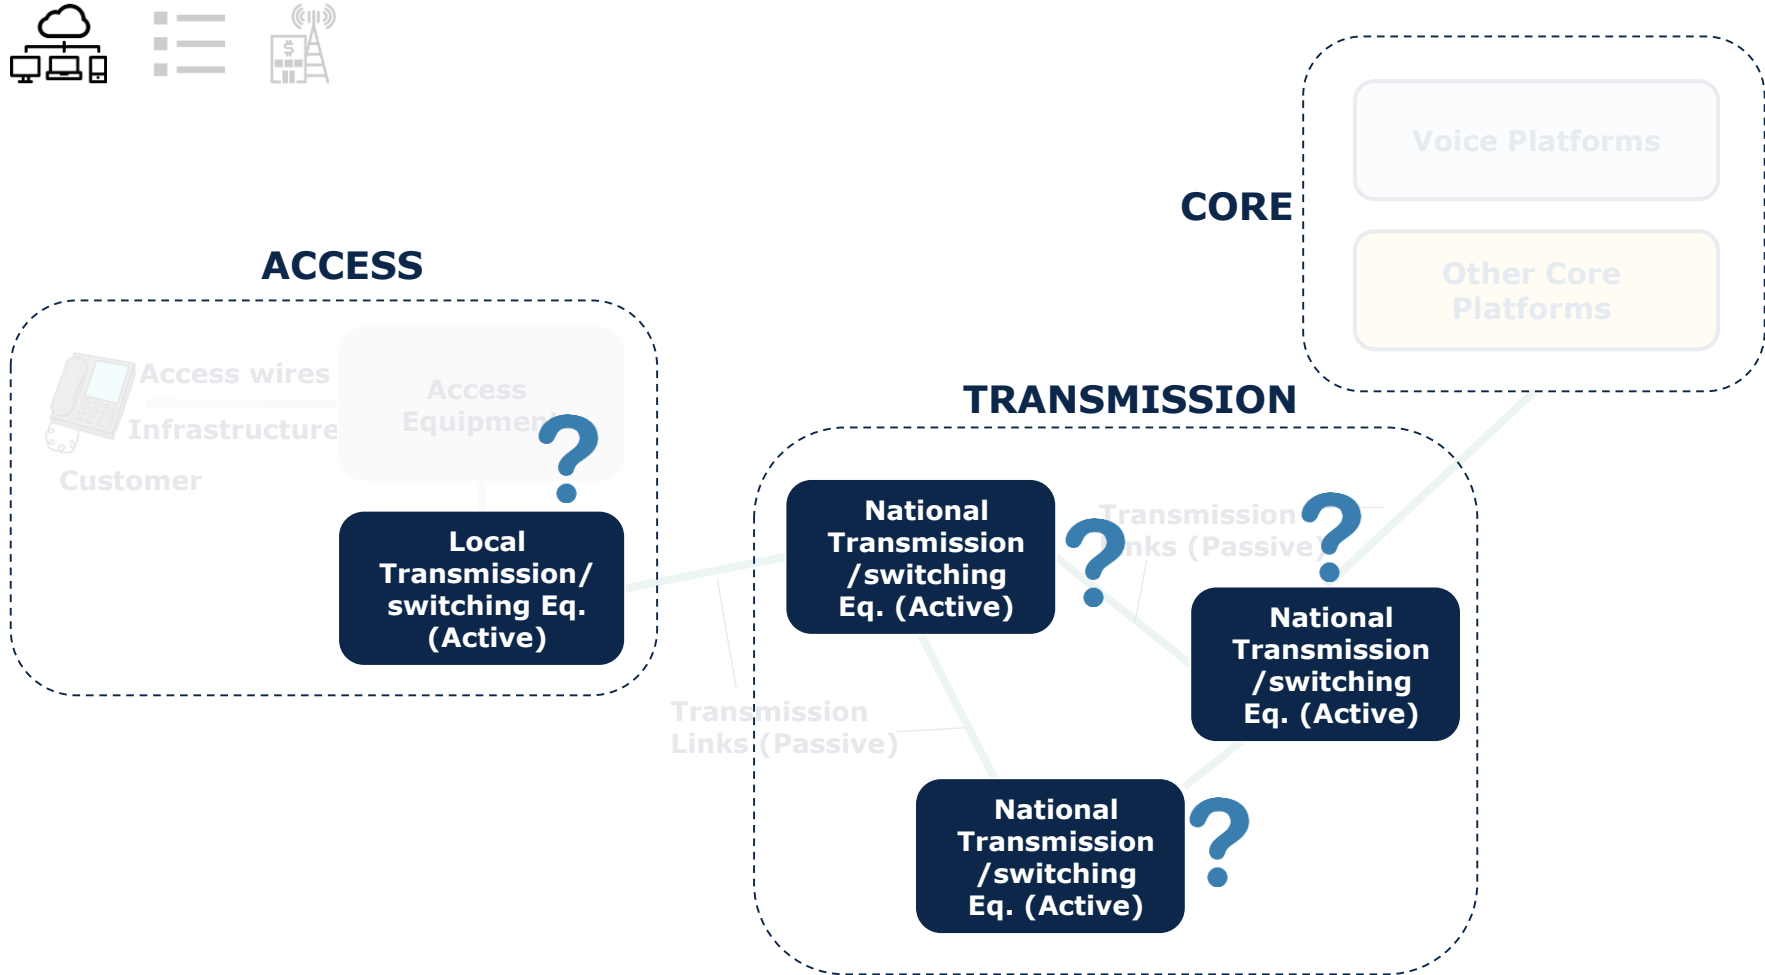 CORE
Voice Platforms
Other Core
Platforms
ACCESS
Access wires
Infrastructure
Customer
Access
Equipment
?
Local
Transmission/
switching Eq.
(Active)
TRANSMISSION
National
Transmission
/switching
Eq. (Active)
?
Transmission
Links (Passive)
?
National
Transmission
/switching
Eq. (Active)
Transmission
Links (Passive)
National
Transmission
/switching
Eq. (Active)
?
$